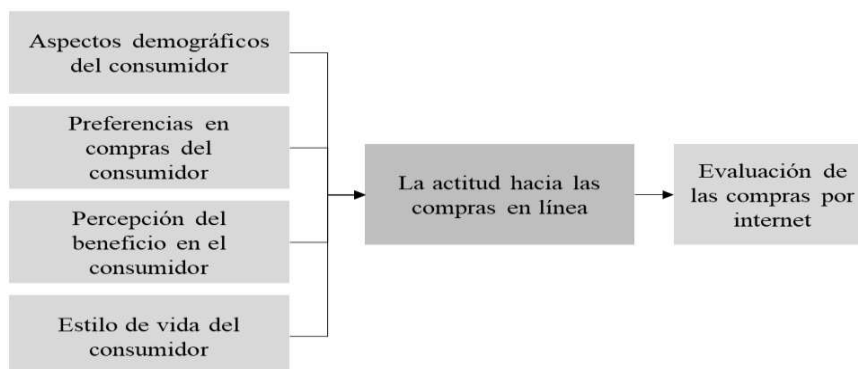 Aspectos demográficos
del consumidor
Preferencias en
compras del
consumidor
Percepción del
beneficio en el
consumidor
Estilo de vida del
consumidor
La actitud hacia las
compras en línea
Evaluación de
las compras por
internet